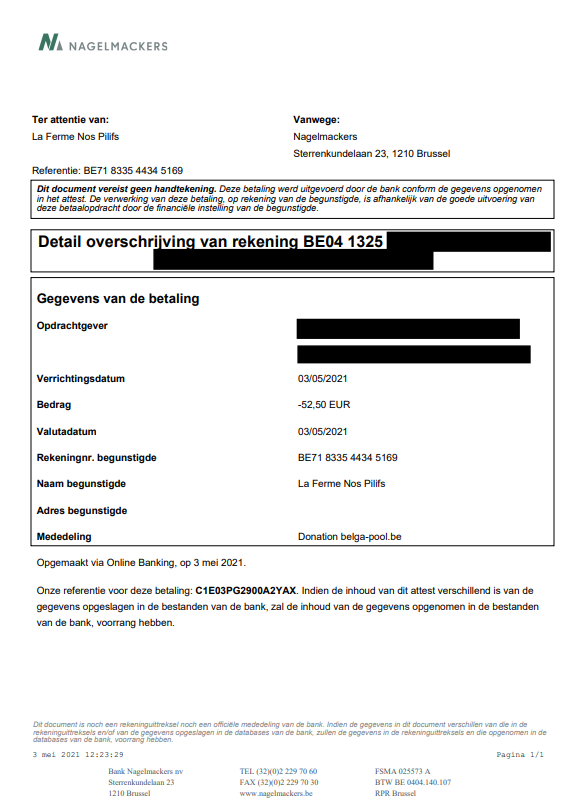 NAGELMACKERS
Ter attentie van:
La Ferme Nos Pilifs
Vanwege:
Nagelmackers
Sterrenkundelaan 23, 1210 Brussel
Referentie: BE71 8335 4434 5169
Dit document vereist geen handtekening. Deze betaling werd uitgevoerd door de bank conform de gegevens opgenomen
in het attest. De verwerking van deze betaling, op rekening van de begunstigde, is afhankelijk van de goede uitvoering van
deze betaalopdracht door de financiële instelling van de begunstigde.
Detail overschrijving van rekening BE04 1325
Gegevens van de betaling
Opdrachtgever
Verrichtingsdatum 03/05/2021
Bedrag -52,50 EUR
Valutadatum 03/05/2021
Rekeningnr. begunstigde BE71 8335 4434 5169
Naam begunstigde La Ferme Nos Pilifs
Adres begunstigde
Mededeling Donation belga-pool.be
Opgemaakt via Online Banking, op 3 mei 2021.
Onze referentie voor deze betaling: C1E03PG2900A2YAX. Indien de inhoud van dit attest verschillend is van de
gegevens opgeslagen in de bestanden van de bank, zal de inhoud van de gegevens opgenomen in de bestanden
van de bank, voorrang hebben.
Dit document is noch een rekeninguittreksel noch een officiële mededeling van de bank. Indien de gegevens in dit document verschillen van die in de
rekeninguittreksels en/of van de gegevens opgeslagen in de databases van de bank, zullen de gegevens in de rekeninguittreksels en die opgenomen in de
databases van de bank, voorrang hebben.
3 mei 2021 12:23:29 Pagina 1/1
Bank Nagelmackers nv TEL (32)(0)2 229 70 60 FSMA 025573 A
Sterrenkundelaan 23 FAX (32)(0)2 229 70 30 BTW BE 0404.140.107
1210 Brussel www.nagelmackers.be RPR Brussel